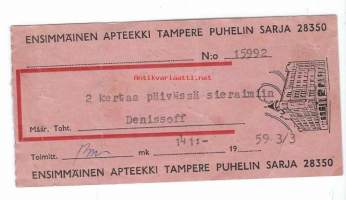 ENSIMMÄINEN APTEEKKI TAMPERE PUHELIN SARJA 28350
N:o 15992
Antikvariaatti.net
2 kertaa päivässä sieraimiin
Denissoff
Määr. Toht.
Toimitt. mk 141:- 19 59.3/3
ENSIMMÄINEN APTEEKKI TAMPERE PUHELIN SARJA 28350